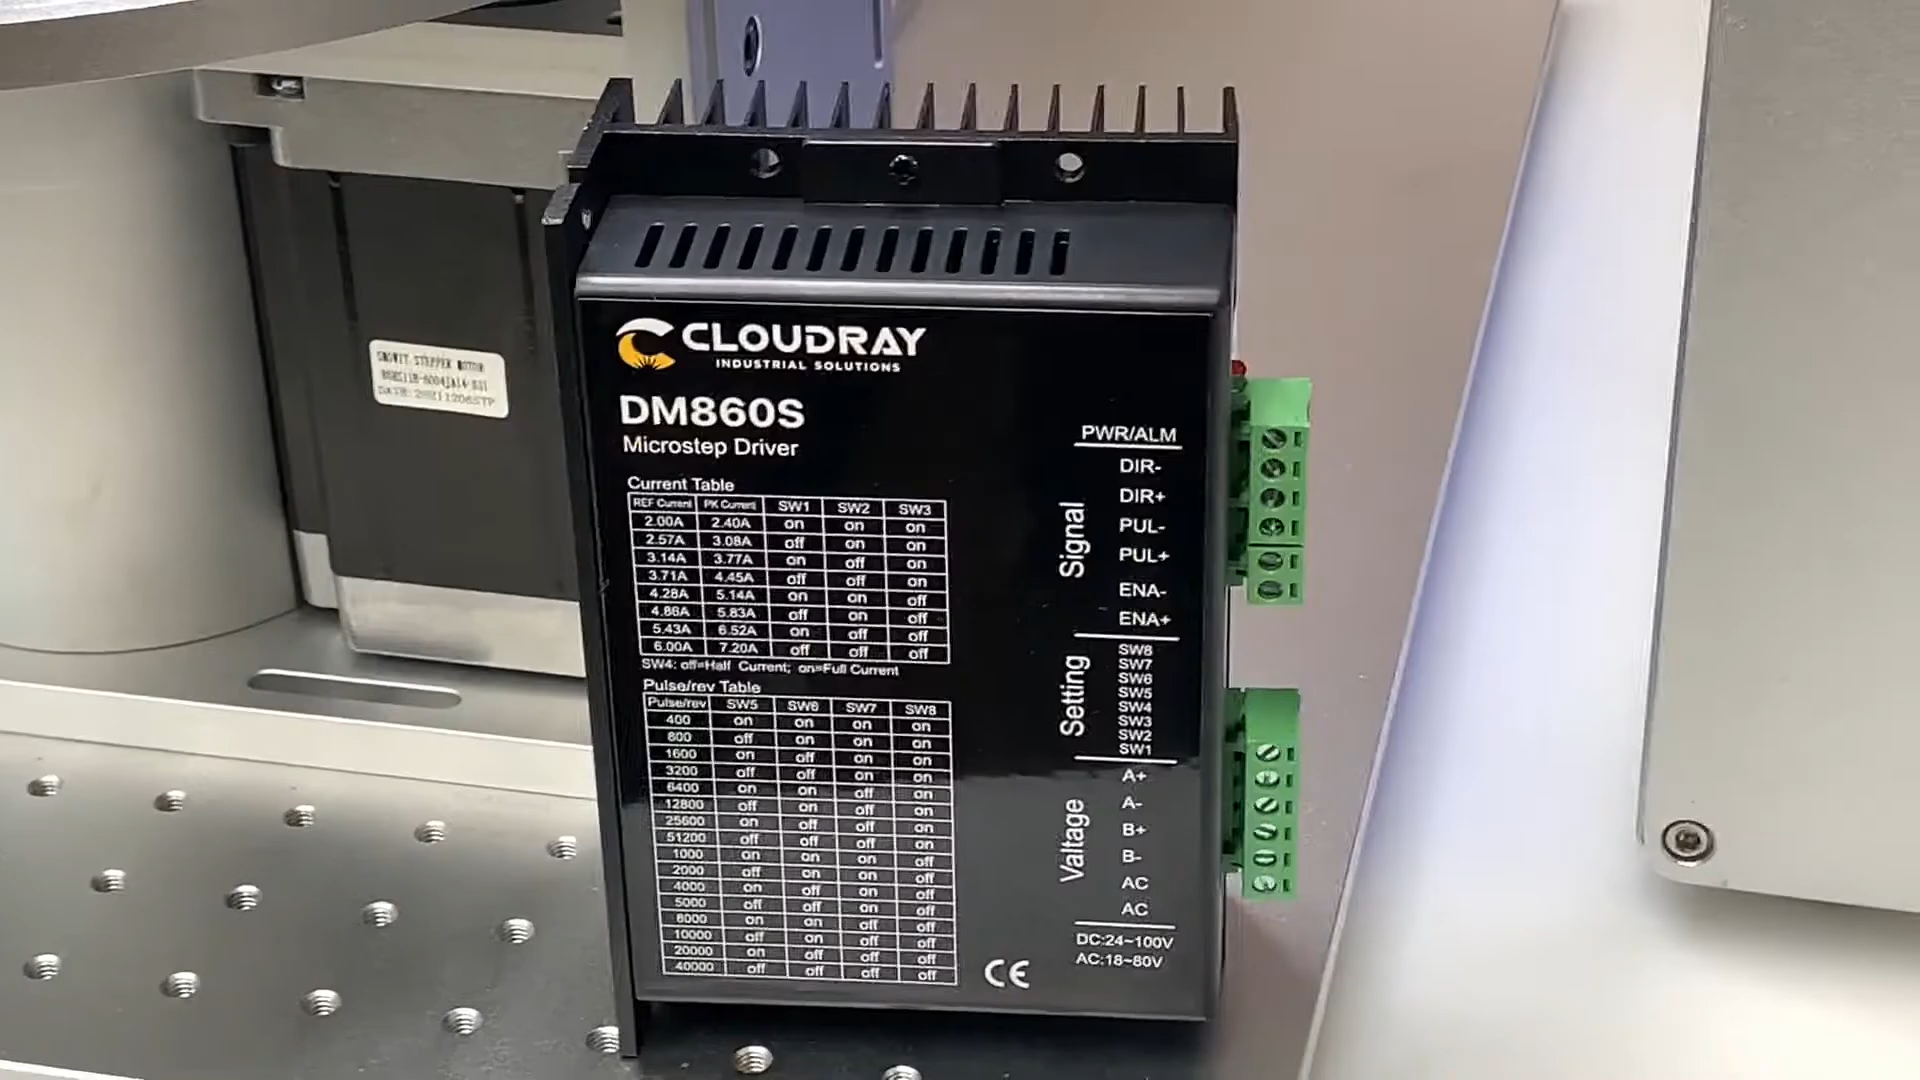 CLOUDRAY
INDUSTRIAL SOLUTIONS
DM860S
Microstep Driver
Current Table
REF Current PK Current SW1 SW2 SW3
2.00A 2.40A on on on
2.57A 3.08A off on on
3.14A 3.77A on off on
3.71A 4.45A off off on
4.28A 5.14A on on off
4.86A 5.83A off on off
5.43A 6.52A on off off
6.00A 7.20A off off off
SW4: off=Half Current; on=Full Current
Pulse/rev Table
Pulse/rev SW5 SW6 SW7 SW8
400 on on on on
800 off on on on
1600 on off on on
3200 off off on on
6400 on on off on
12800 off on off on
25600 on off off on
51200 off off off on
1000 on on on off
2000 off on on off
4000 on off on off
5000 off off on off
8000 on on off off
10000 off on off off
20000 on off off off
40000 off off off off
PWR/ALM
Signal
DIR-
DIR+
PUL-
PUL+
ENA-
ENA+
Setting
SW8
SW7
SW6
SW5
SW4
SW3
SW2
SW1
Valtage
A+
A-
B+
B-
AC
AC
DC:24~100V
AC:18~80V
CE
STEPPER MOTOR